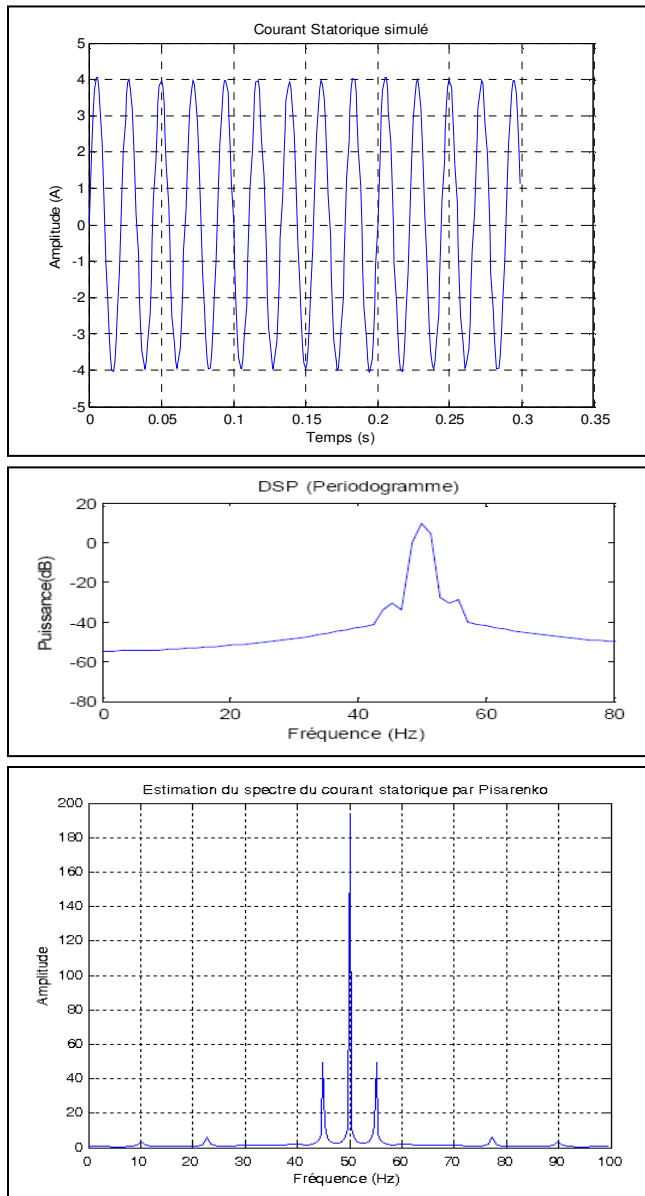 Courant Statorique simulé
5
4
3
2
1
0
-1
-2
-3
-4
-5
Amplitude (A)
0 0.05 0.1 0.15 0.2 0.25 0.3 0.35
Temps (s)
DSP (Periodogramme)
20
0
-20
-40
-60
-80
Puissance(dB)
0 20 40 60 80
Fréquence (Hz)
Estimation du spectre du courant statorique par Pisarenko
200
180
160
140
120
100
80
60
40
20
0
Amplitude
0 10 20 30 40 50 60 70 80 90 100
Fréquence (Hz)